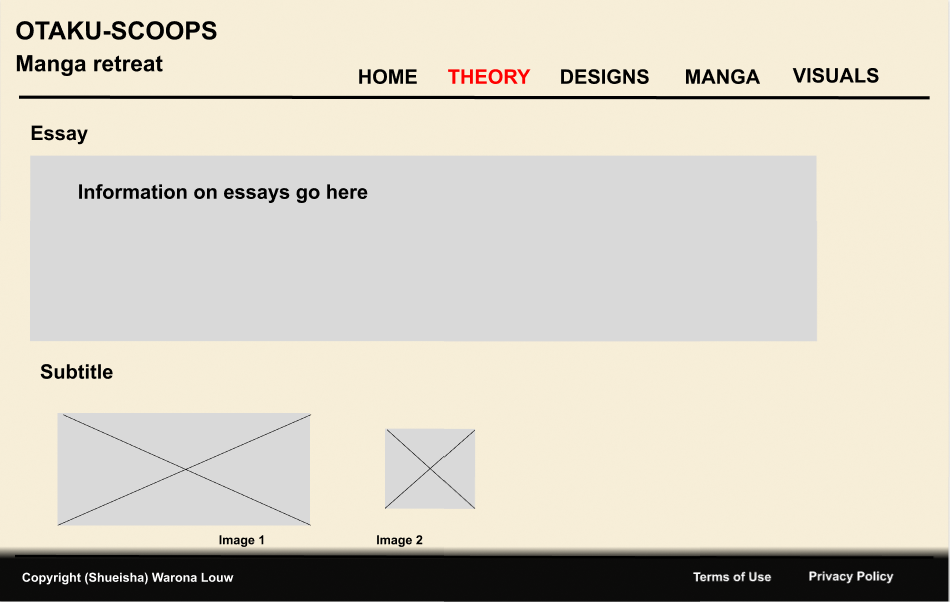 OTAKU-SCOOPS
Manga retreat
HOME THEORY DESIGNS MANGA VISUALS
Essay
Information on essays go here
Subtitle
Image 1 Image 2
Copyright (Shueisha) Warona Louw Terms of Use Privacy Policy